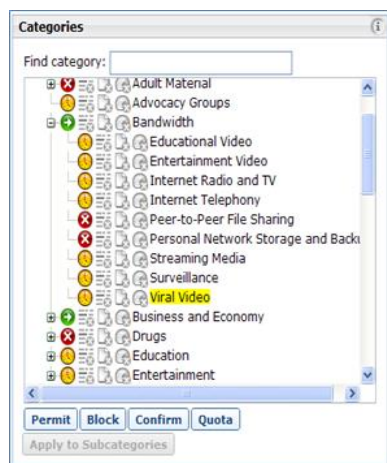 Categories
Find category:
Adult Material
Advocacy Groups
Bandwidth
Educational Video
Entertainment Video
Internet Radio and TV
Internet Telephony
Peer-to-Peer File Sharing
Personal Network Storage and Backu
Streaming Media
Surveillance
Viral Video
Business and Economy
Drugs
Education
Entertainment
Permit Block Confirm Quota
Apply to Subcategories